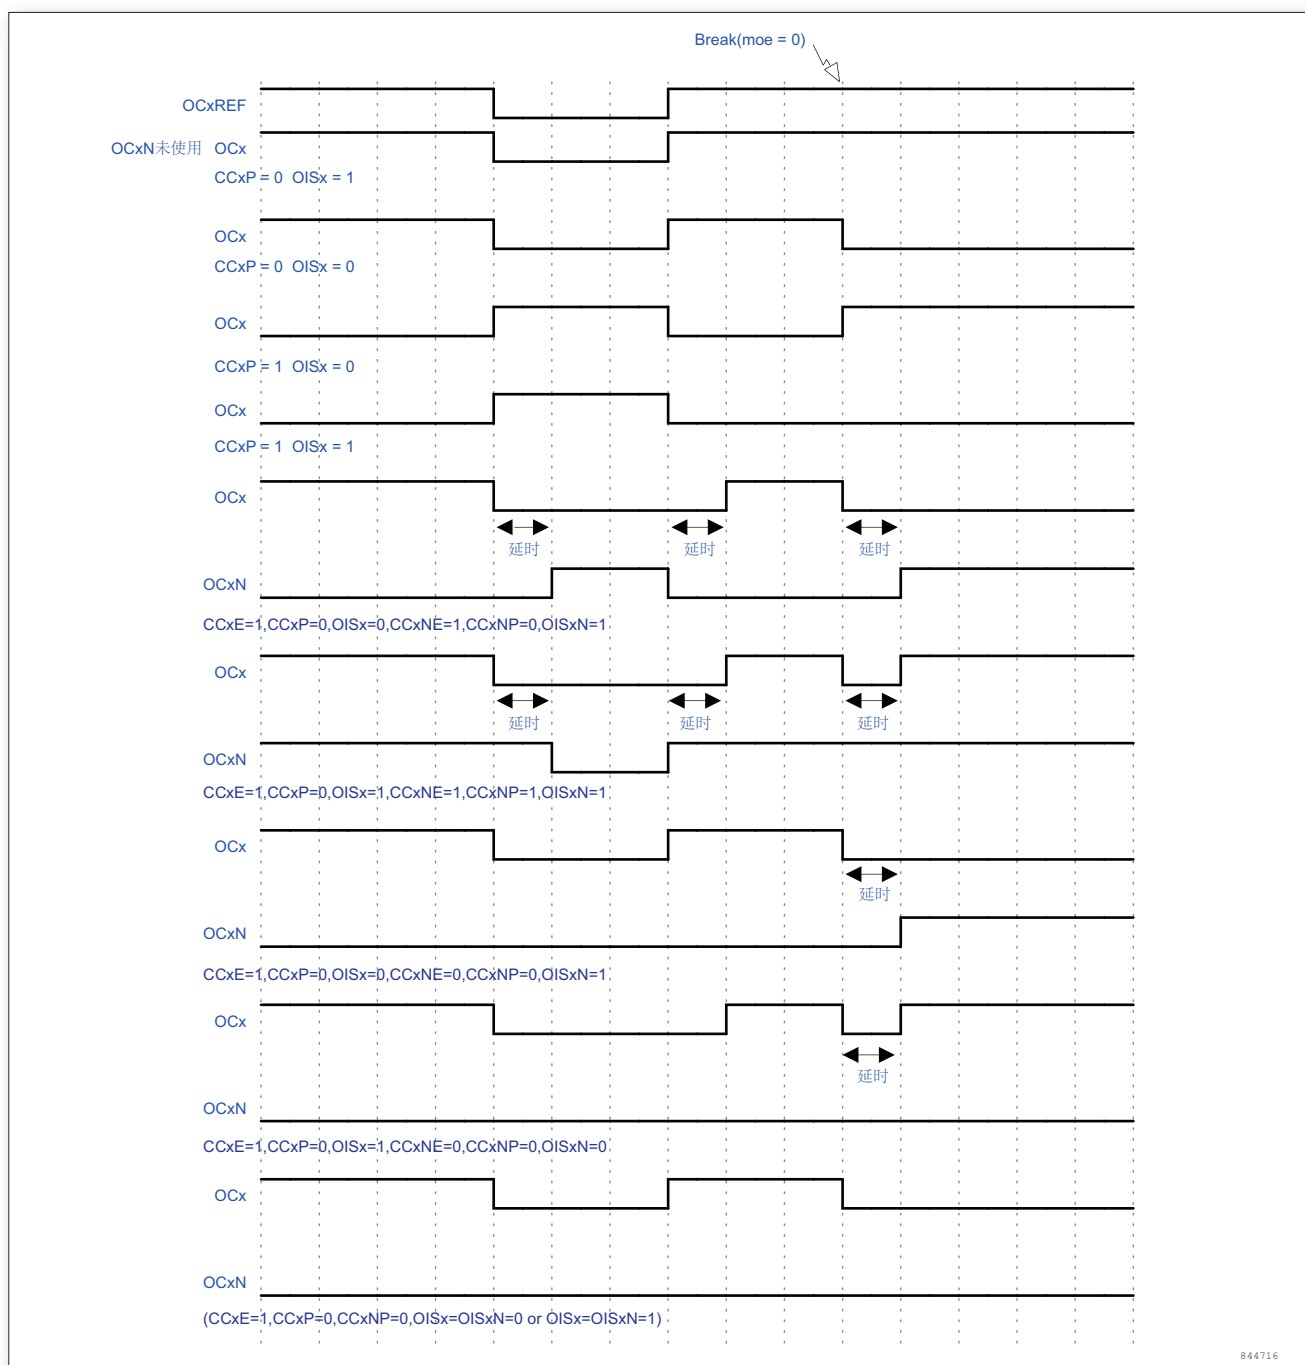 Break(moe = 0)
OCxREF
OCxN未使用 OCx
CCxP = 0 OISx = 1
OCx
CCxP = 0 OISx = 0
OCx
CCxP = 1 OISx = 0
OCx
CCxP = 1 OISx = 1
OCx
延时 延时 延时
OCxN
CCxE=1,CCxP=0,OISx=0,CCxNE=1,CCxNP=0,OISxN=1
OCx
延时 延时 延时
OCxN
CCxE=1,CCxP=0,OISx=1,CCxNE=1,CCxNP=1,OISxN=1
OCx
延时
OCxN
CCxE=1,CCxP=0,OISx=0,CCxNE=0,CCxNP=0,OISxN=1
OCx
延时
OCxN
CCxE=1,CCxP=0,OISx=1,CCxNE=0,CCxNP=0,OISxN=0
OCx
OCxN
(CCxE=1,CCxP=0,CCxNP=0,OISx=OISxN=0 or OISx=OISxN=1)
844716